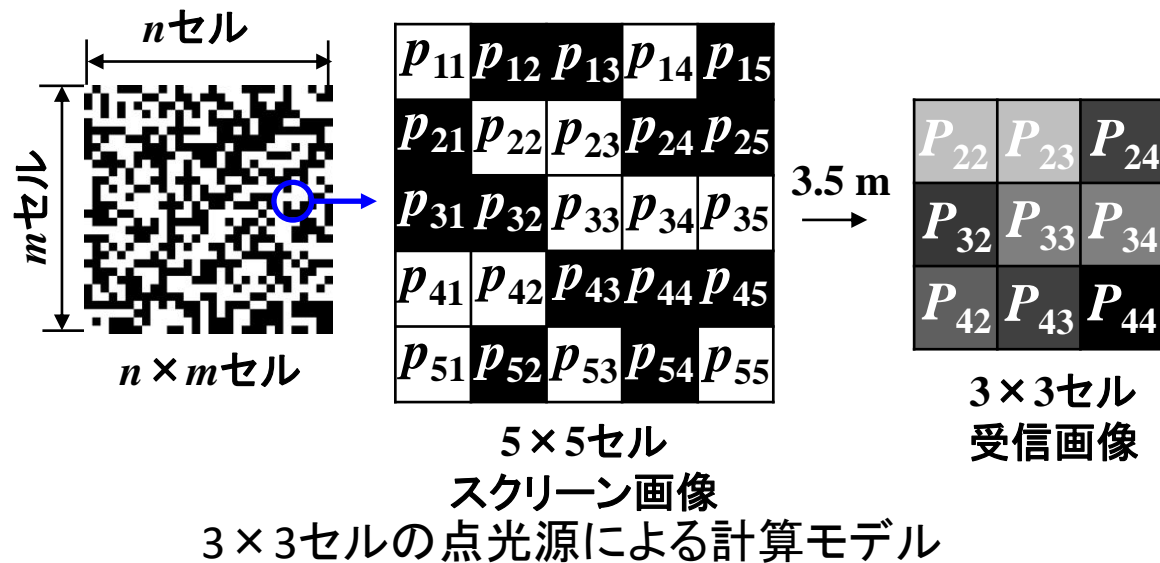 nセル
mセル
n×mセル
p11 p12 p13 p14 p15
p21 p22 p23 p24 p25
p31 p32 p33 p34 p35
p41 p42 p43 p44 p45
p51 p52 p53 p54 p55
5×5セル
スクリーン画像
3.5 m
P22 P23 P24
P32 P33 P34
P42 P43 P44
3×3セル
受信画像
3×3セルの点光源による計算モデル